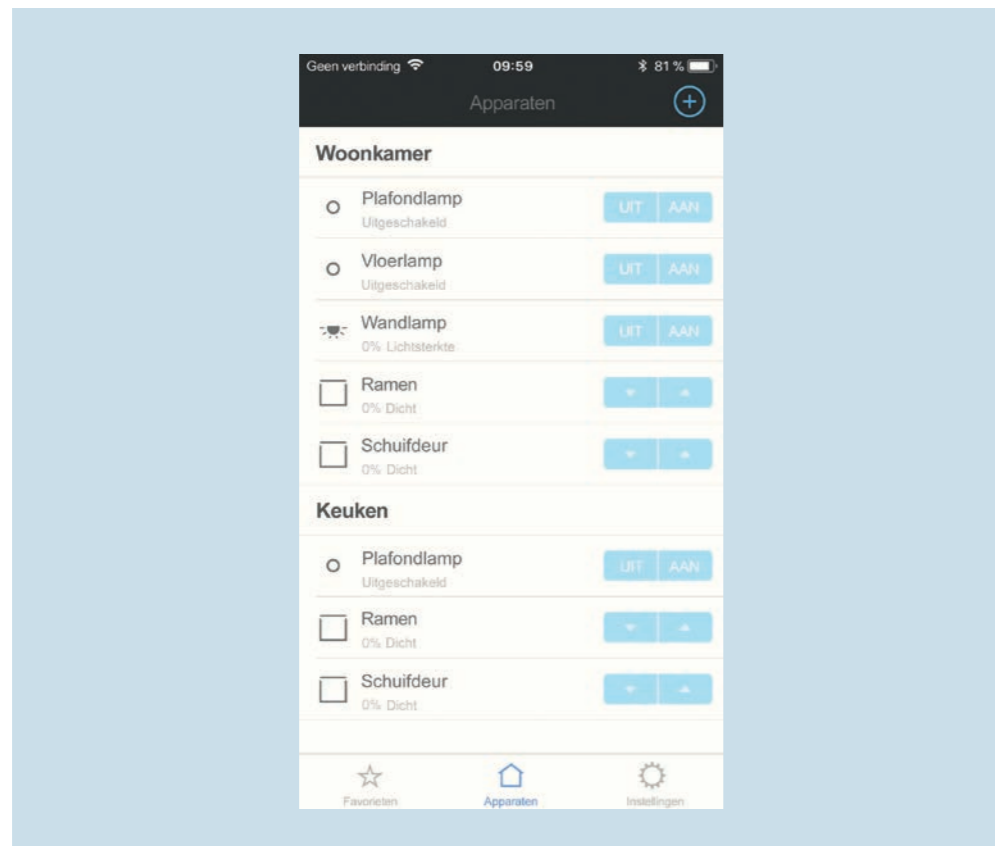 Geen verbinding 09:59 81 %
Apparaten
Woonkamer
Plafondlamp
Uitgeschakeld
UIT AAN
Vloerlamp
Uitgeschakeld
UIT AAN
Wandlamp
0% Lichtsterkte
UIT AAN
Ramen
0% Dicht
Schuifdeur
0% Dicht
Keuken
Plafondlamp
Uitgeschakeld
UIT AAN
Ramen
0% Dicht
Schuifdeur
0% Dicht
Favorieten Apparaten Instellingen